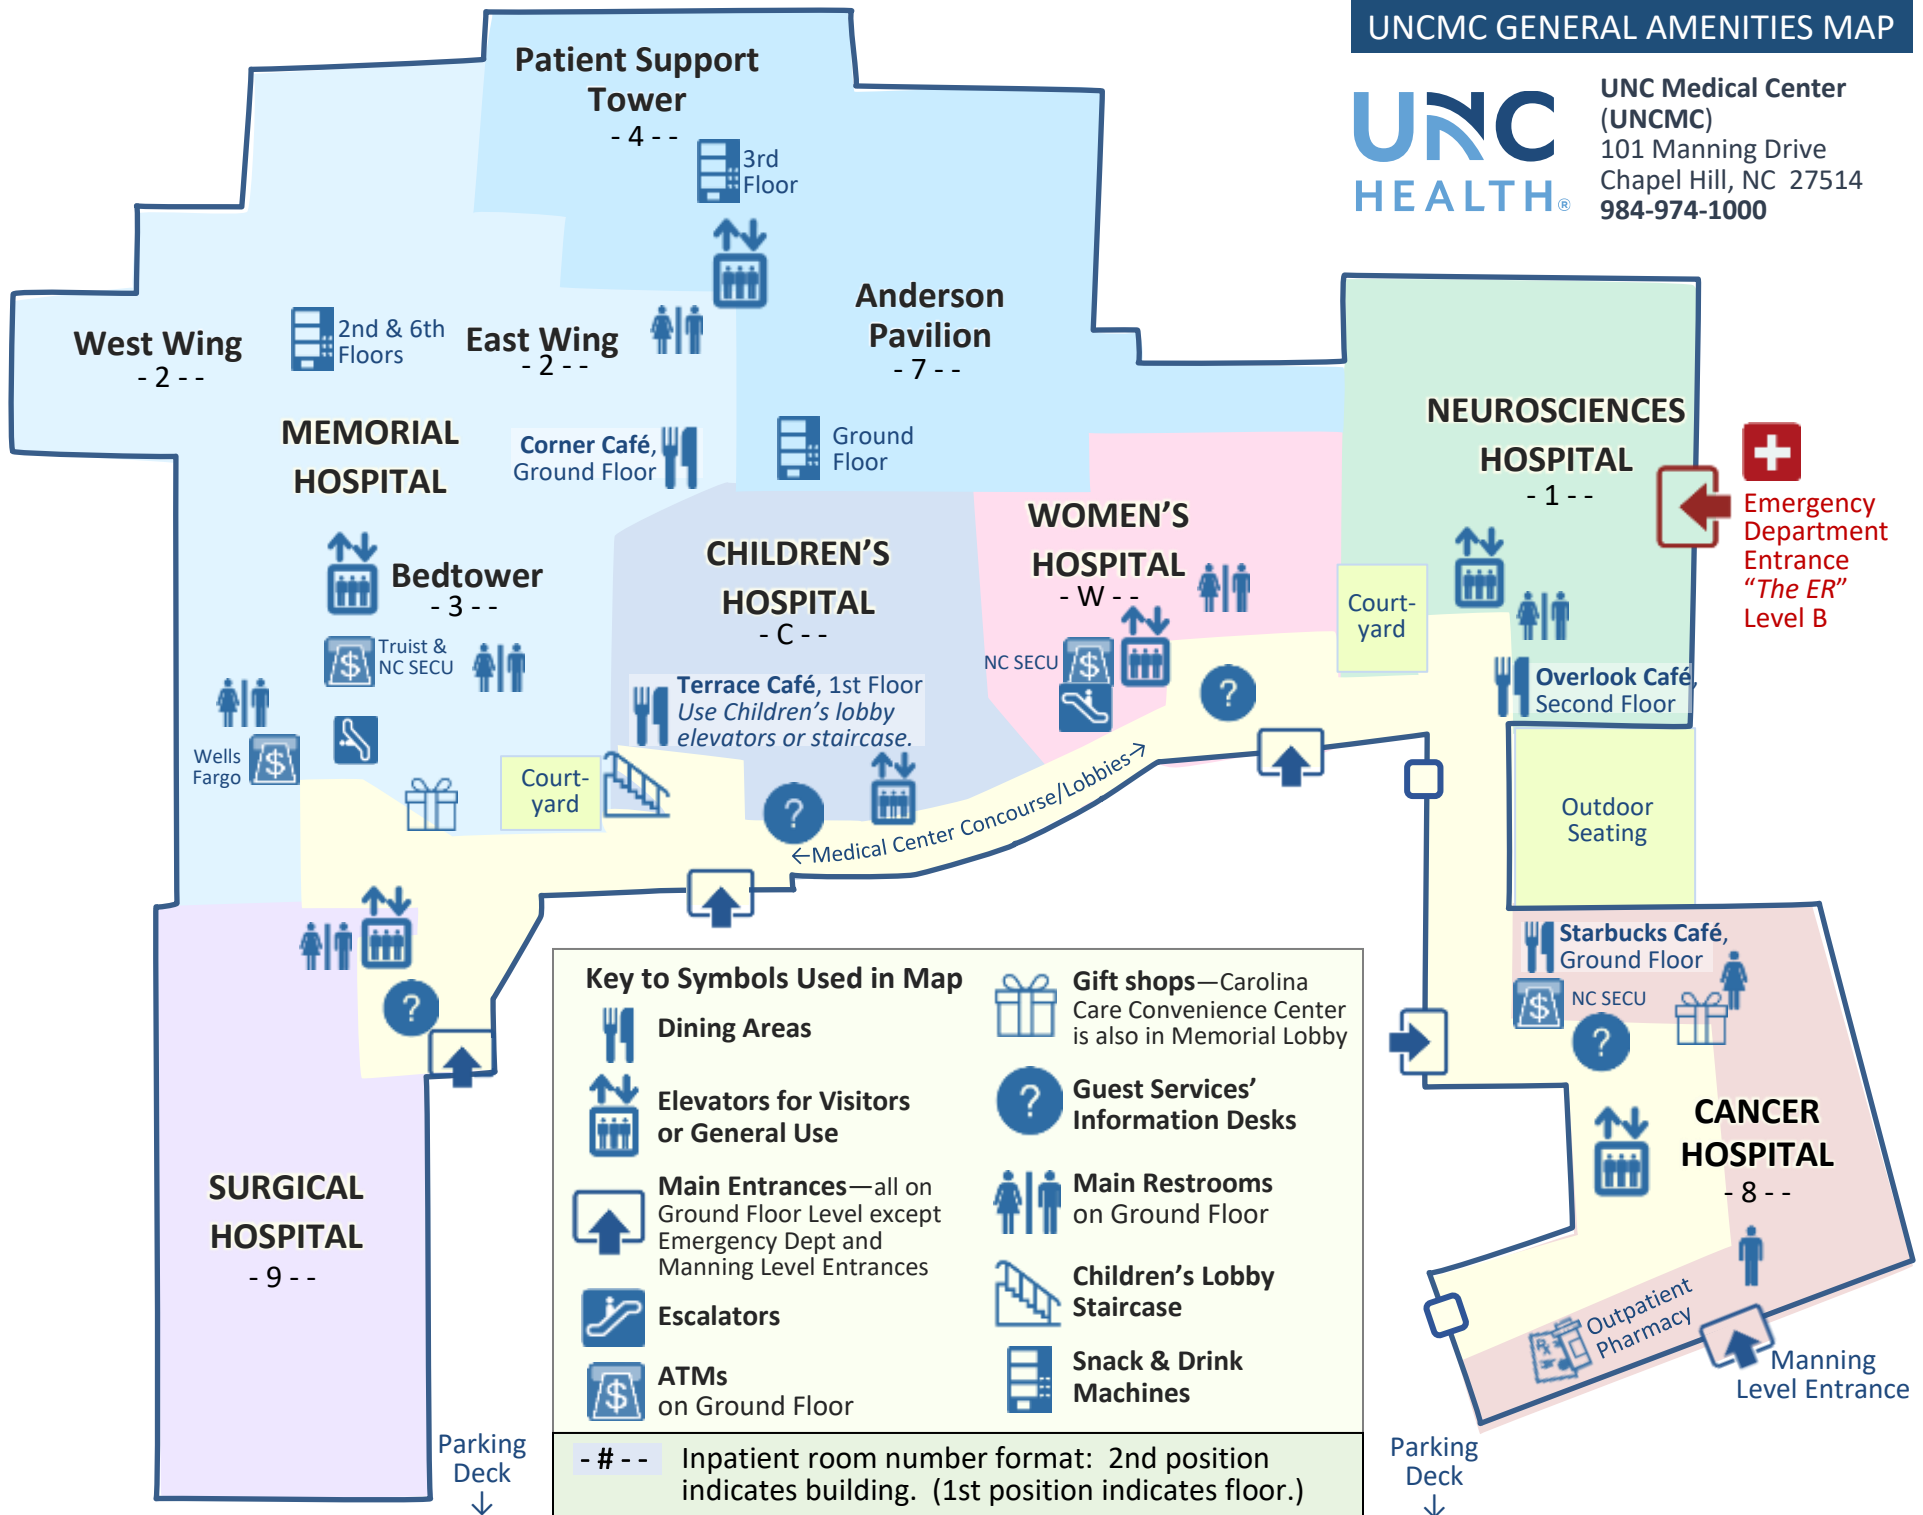 UNCMC GENERAL AMENITIES MAP
UNC
HEALTH®
UNC Medical Center
(UNCMC)
101 Manning Drive
Chapel Hill, NC 27514
984-974-1000
Patient Support
Tower
- 4 - -
3rd
Floor
West Wing
- 2 - -
2nd & 6th
Floors
East Wing
- 2 - -
Anderson
Pavilion
- 7 - -
MEMORIAL
HOSPITAL
Corner Café,
Ground Floor
Ground
Floor
NEUROSCIENCES
HOSPITAL
- 1 - -
Emergency
Department
Entrance
“The ER”
Level B
Bedtower
- 3 - -
CHILDREN’S
HOSPITAL
- C - -
WOMEN’S
HOSPITAL
- W - -
Court-
yard
Truist &
NC SECU
NC SECU
Terrace Café, 1st Floor
Use Children’s lobby
elevators or staircase.
Overlook Café,
Second Floor
Wells
Fargo
Court-
yard
←Medical Center Concourse/Lobbies→
Outdoor
Seating
Starbucks Café,
Ground Floor
NC SECU
CANCER
HOSPITAL
- 8 - -
SURGICAL
HOSPITAL
- 9 - -
Outpatient
Pharmacy
Manning
Level Entrance
Parking
Deck
↓
Parking
Deck
↓
Key to Symbols Used in Map
Dining Areas
Elevators for Visitors
or General Use
Main Entrances—all on
Ground Floor Level except
Emergency Dept and
Manning Level Entrances
Escalators
ATMs
on Ground Floor
Gift shops—Carolina
Care Convenience Center
is also in Memorial Lobby
Guest Services’
Information Desks
Main Restrooms
on Ground Floor
Children’s Lobby
Staircase
Snack & Drink
Machines
- # - - Inpatient room number format: 2nd position
indicates building. (1st position indicates floor.)